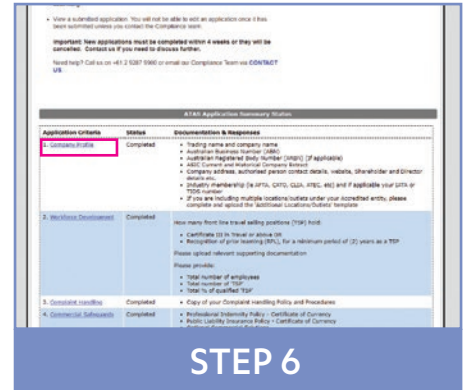 • View a submitted application. You will not be able to edit an application once it has
been submitted unless you contact the Compliance team.
Important: New applications must be completed within 4 weeks or they will be
cancelled. Contact us if you need to discuss further.
Need help? Call us on +61 2 9287 9900 or email our Compliance Team via CONTACT
US
ATAS Application Summary Status
Application Criteria Status Documentation & Responses
1. Company Profile Completed • Trading name and company name
• Australian Business Number (ABN)
• Australian Registered Body Number (ARBN) (if applicable)
• ASIC Current and Historical Company Extract
• Company address, authorised person contact details, website, Shareholder and Director
details etc.
• Industry membership (ie AFTA, CATO, CLIA, ATEC, etc) and if applicable your IATA or
TIDS number
• If you are including multiple locations/outlets under your Accredited entity, please
complete and upload the 'Additional Locations/Outlets' template
2. Workforce Development Completed
How many front line travel selling positions (TSP) hold:
• Certificate III in Travel or above OR
• Recognition of prior learning (RPL), for a minimum period of (2) years as a TSP
Please upload relevant supporting documentation
Please provide:
• Total number of employees
• Total number of "TSP"
• Total % of qualified "TSP"
3. Complaint Handling Completed • Copy of your Complaint Handling Policy and Procedures
4. Commercial Safeguards Completed • Professional Indemnity Policy - Certificate of Currency
• Public Liability Insurance Policy - Certificate of Currency
STEP 6